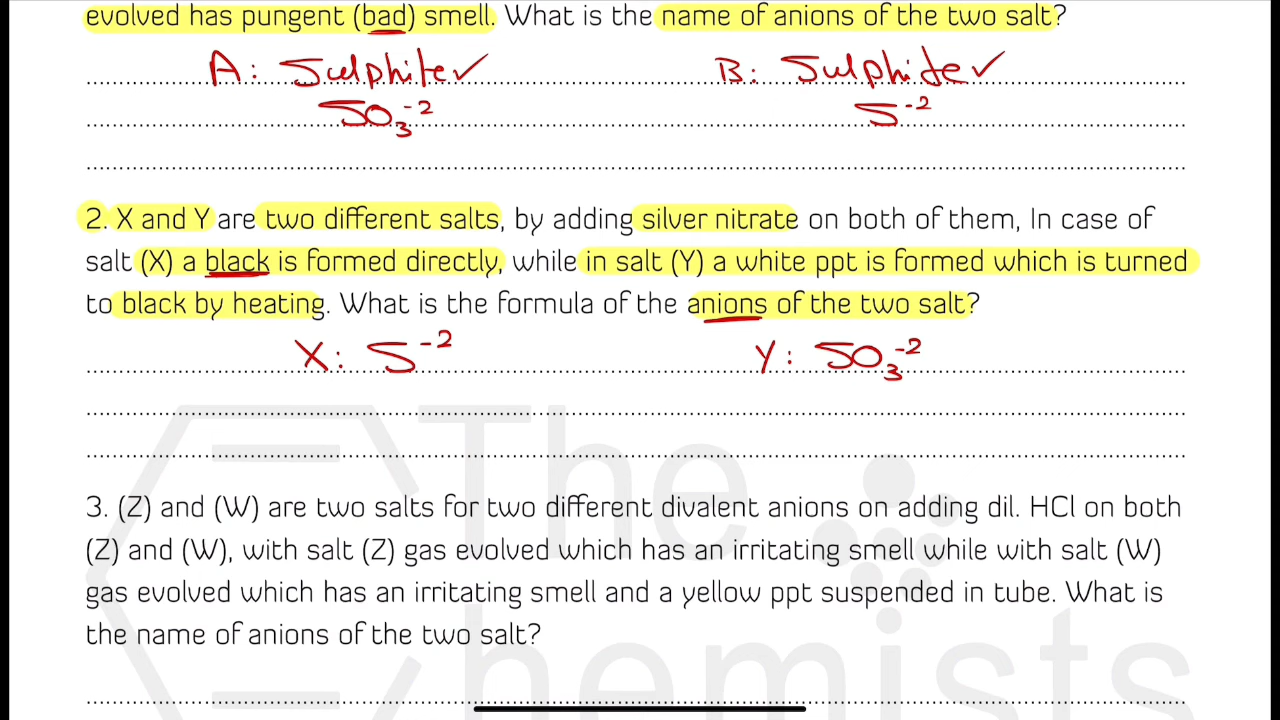 evolved has pungent (bad) smell. What is the name of anions of the two salt?
A: Sulphite✓ B: Sulphide✓
SO₃⁻² S⁻²
2. X and Y are two different salts, by adding silver nitrate on both of them, In case of
salt (X) a black is formed directly, while in salt (Y) a white ppt is formed which is turned
to black by heating. What is the formula of the anions of the two salt?
X: S⁻² Y: SO₃⁻²
The
3. (Z) and (W) are two salts for two different divalent anions on adding dil. HCl on both
(Z) and (W), with salt (Z) gas evolved which has an irritating smell while with salt (W)
gas evolved which has an irritating smell and a yellow ppt suspended in tube. What is
the name of anions of the two salt?
hemists